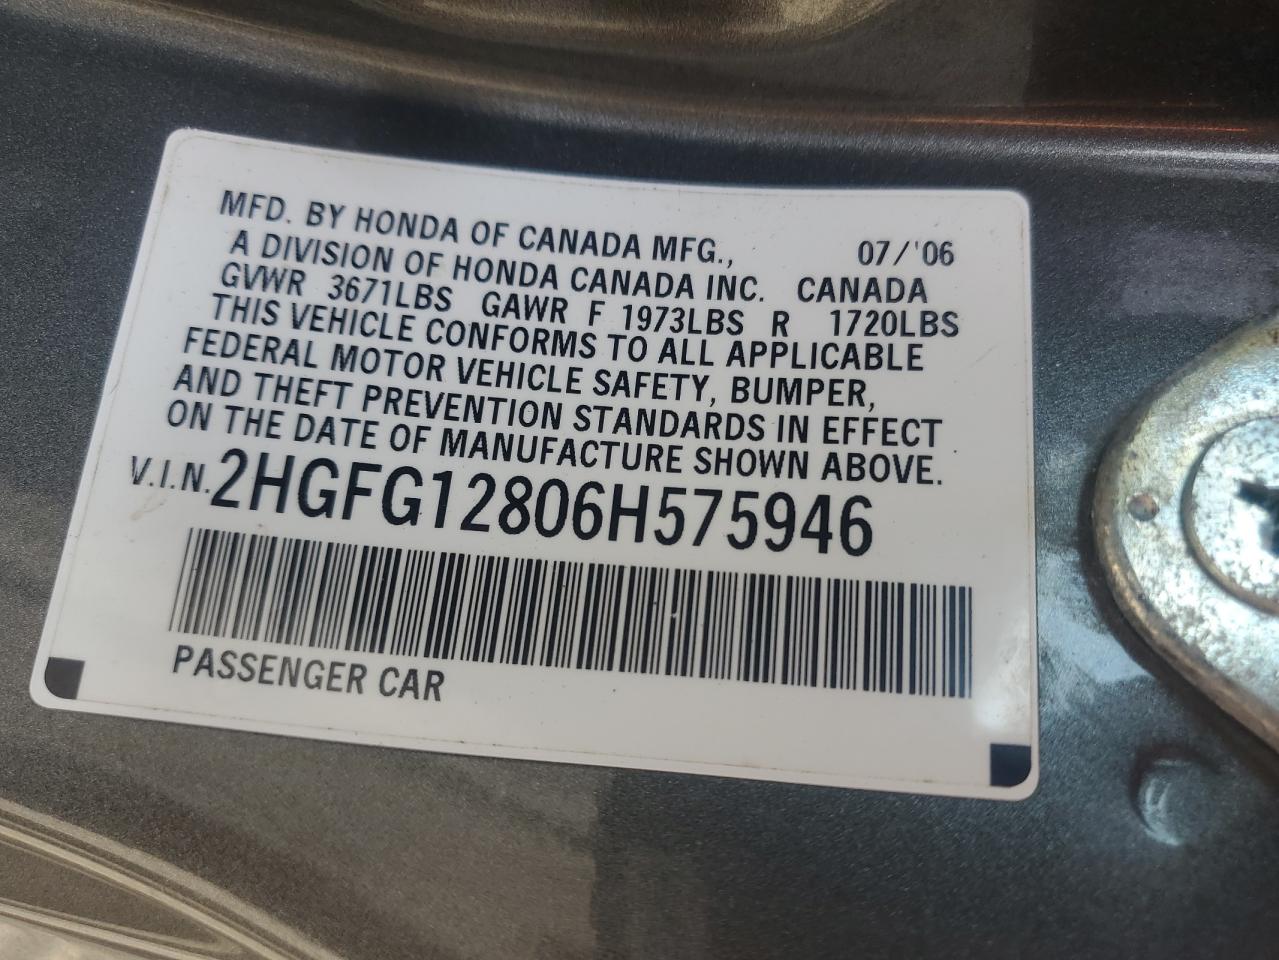 MFD. BY HONDA OF CANADA MFG., 07/'06
A DIVISION OF HONDA CANADA INC. CANADA
GVWR 3671LBS GAWR F 1973LBS R 1720LBS
THIS VEHICLE CONFORMS TO ALL APPLICABLE
FEDERAL MOTOR VEHICLE SAFETY, BUMPER,
AND THEFT PREVENTION STANDARDS IN EFFECT
ON THE DATE OF MANUFACTURE SHOWN ABOVE.
V.I.N. 2HGFG12806H575946
PASSENGER CAR